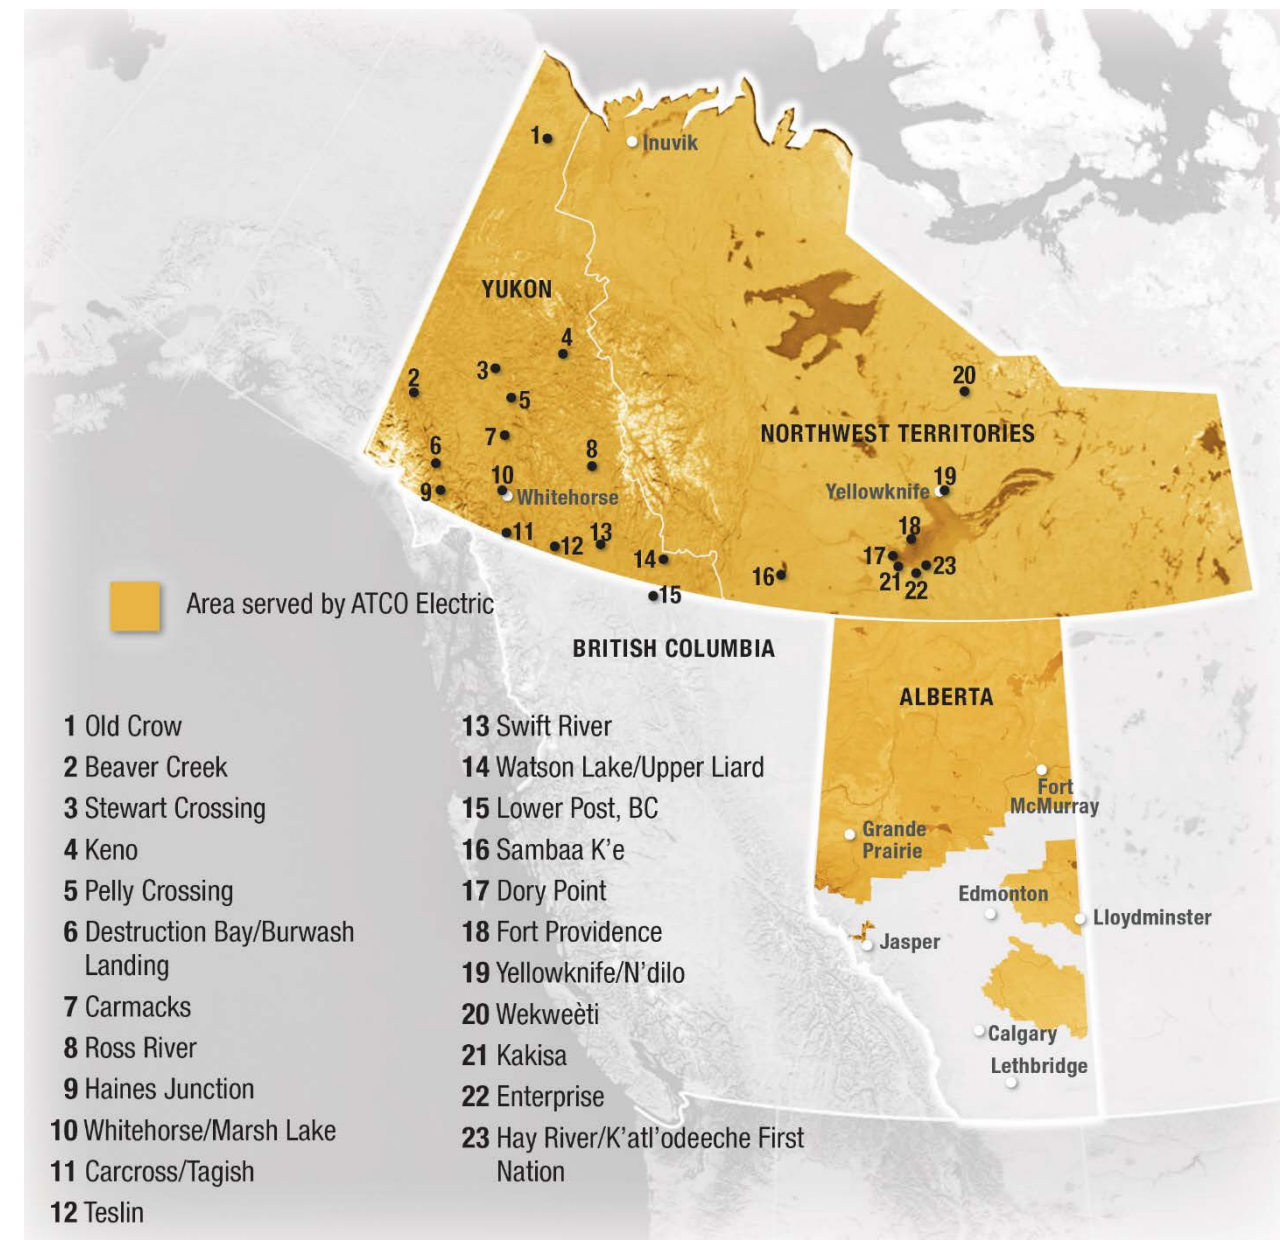 1
Inuvik
YUKON
4
3
2
5
20
7
NORTHWEST TERRITORIES
6
8
10
19
9
Whitehorse
Yellowknife
11
12
13
18
14
17
23
16
21
22
15
Area served by ATCO Electric
BRITISH COLUMBIA
ALBERTA
Fort
McMurray
Grande
Prairie
Edmonton
Lloydminster
Jasper
Calgary
Lethbridge
1 Old Crow
2 Beaver Creek
3 Stewart Crossing
4 Keno
5 Pelly Crossing
6 Destruction Bay/Burwash
Landing
7 Carmacks
8 Ross River
9 Haines Junction
10 Whitehorse/Marsh Lake
11 Carcross/Tagish
12 Teslin
13 Swift River
14 Watson Lake/Upper Liard
15 Lower Post, BC
16 Sambaa K’e
17 Dory Point
18 Fort Providence
19 Yellowknife/N’dilo
20 Wekweèti
21 Kakisa
22 Enterprise
23 Hay River/K’atl’odeeche First
Nation